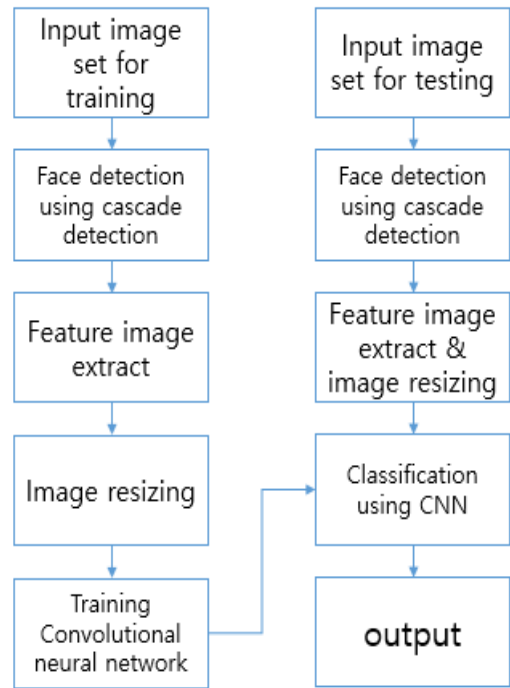 Input image
set for
training
Face detection
using cascade
detection
Feature image
extract
Image resizing
Training
Convolutional
neural network
Input image
set for testing
Face detection
using cascade
detection
Feature image
extract &
image resizing
Classification
using CNN
output